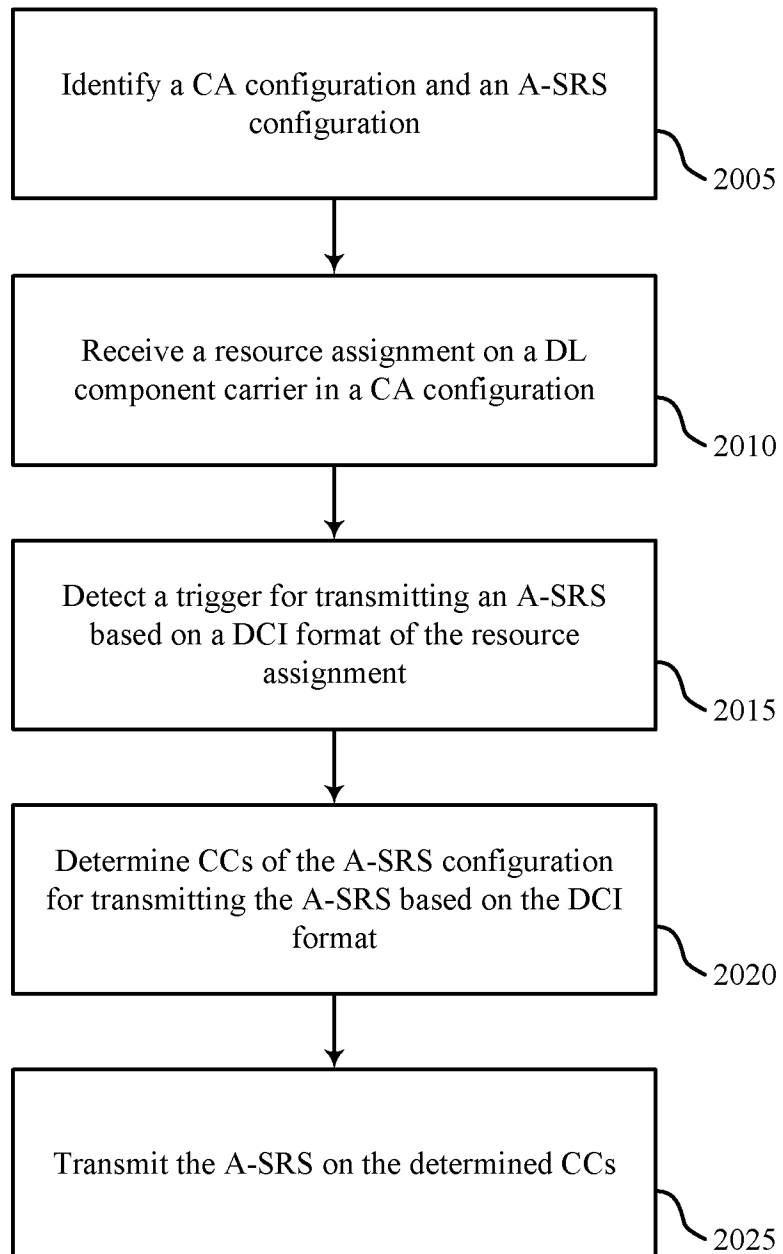 Identify a CA configuration and an A-SRS
configuration
2005
Receive a resource assignment on a DL
component carrier in a CA configuration
2010
Detect a trigger for transmitting an A-SRS
based on a DCI format of the resource
assignment
2015
Determine CCs of the A-SRS configuration
for transmitting the A-SRS based on the DCI
format
2020
Transmit the A-SRS on the determined CCs
2025